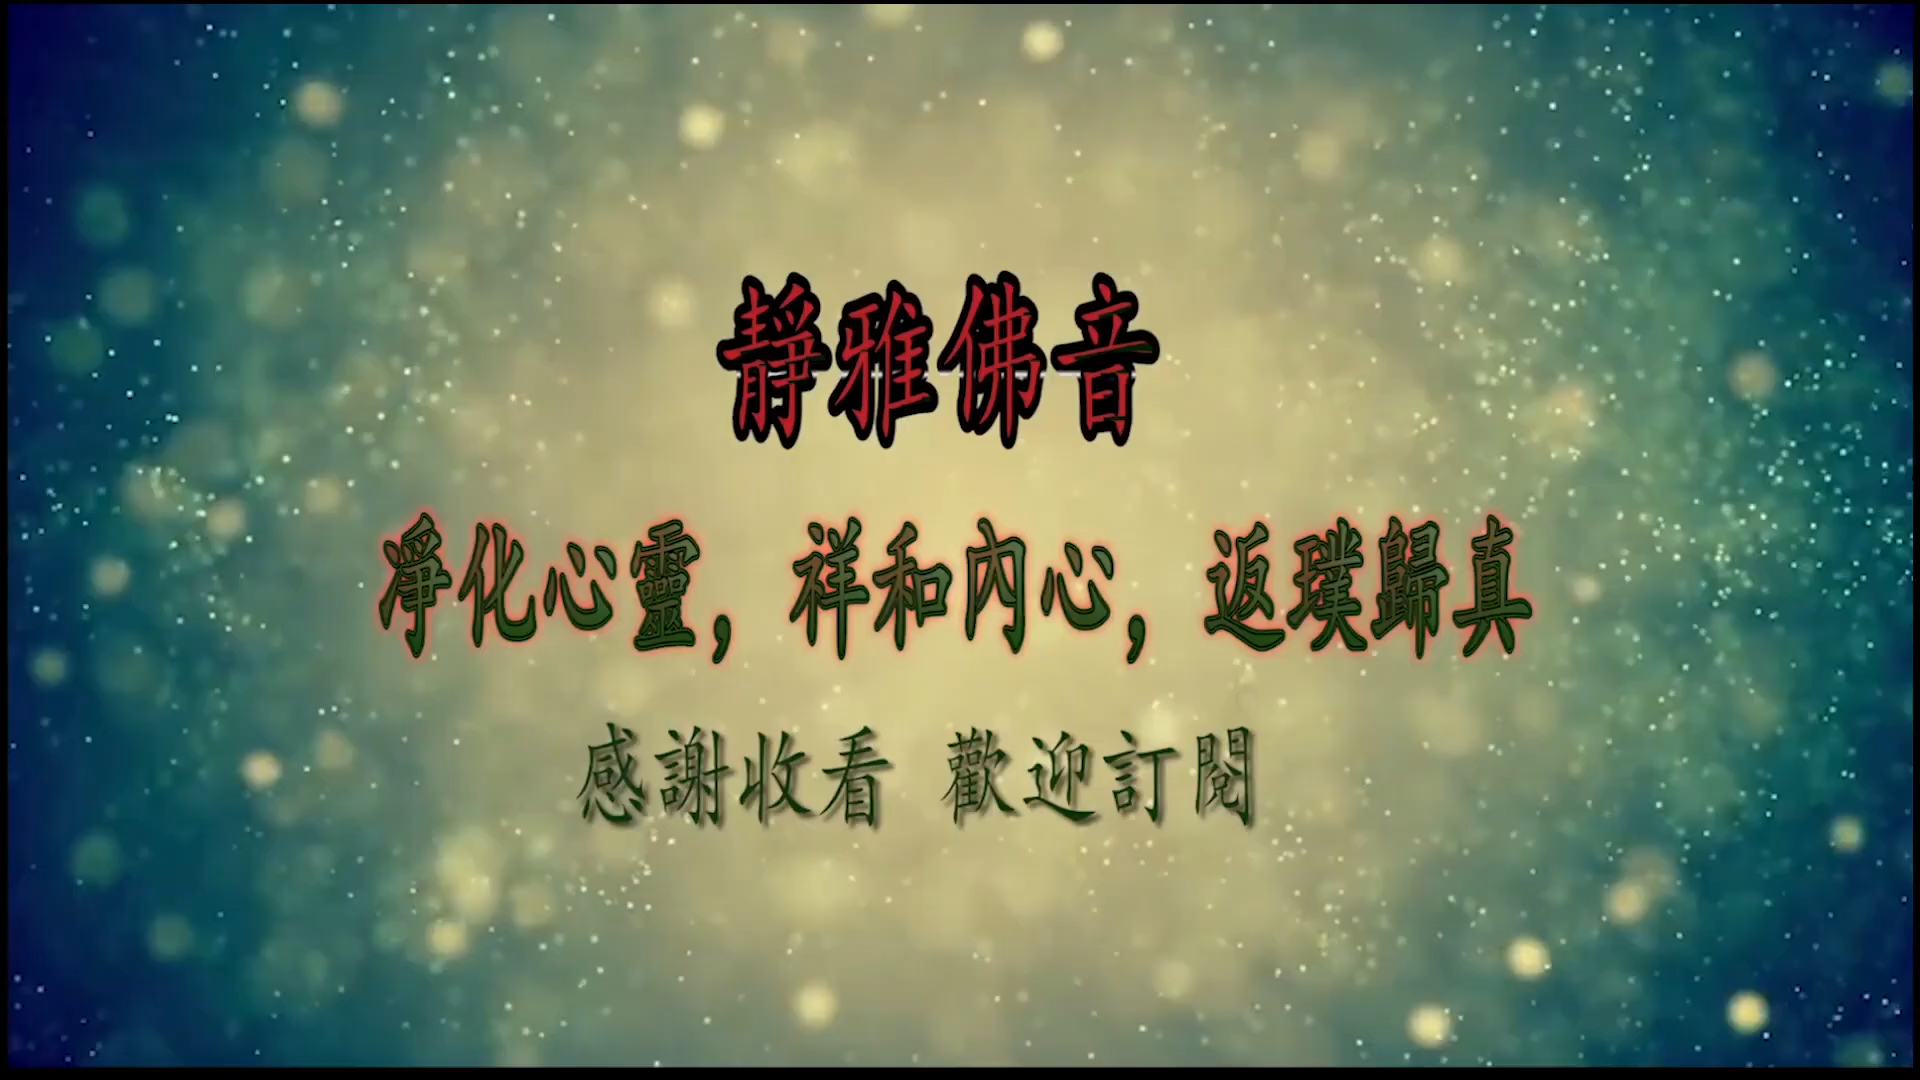 靜雅佛音
凈化心靈，祥和內心，返璞歸真
感謝收看 歡迎訂閱